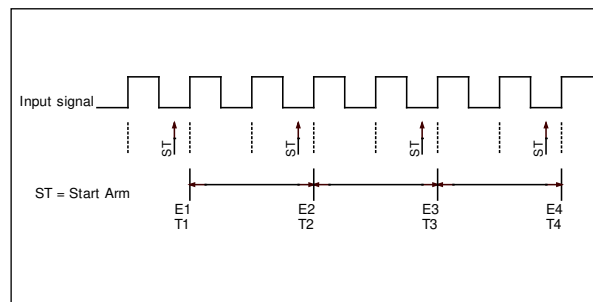 Input signal
ST ST ST ST
ST = Start Arm
E1 E2 E3 E4
T1 T2 T3 T4